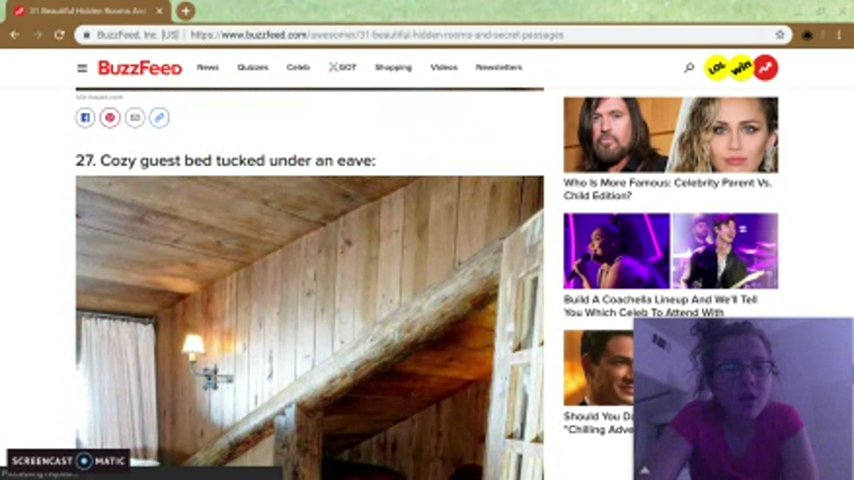 31 Beautiful Hidden Rooms An
BuzzFeed, Inc. [US] | https://www.buzzfeed.com/awesomer/31-beautiful-hidden-rooms-and-secret-passages
BuzzFeed News Quizzes Celeb GOT Shopping Videos Newsletters LOL win
27. Cozy guest bed tucked under an eave:
Who Is More Famous: Celebrity Parent Vs.
Child Edition?
Build A Coachella Lineup And We'll Tell
You Which Celeb To Attend With
Should You Da
"Chilling Adve
SCREENCAST MATIC